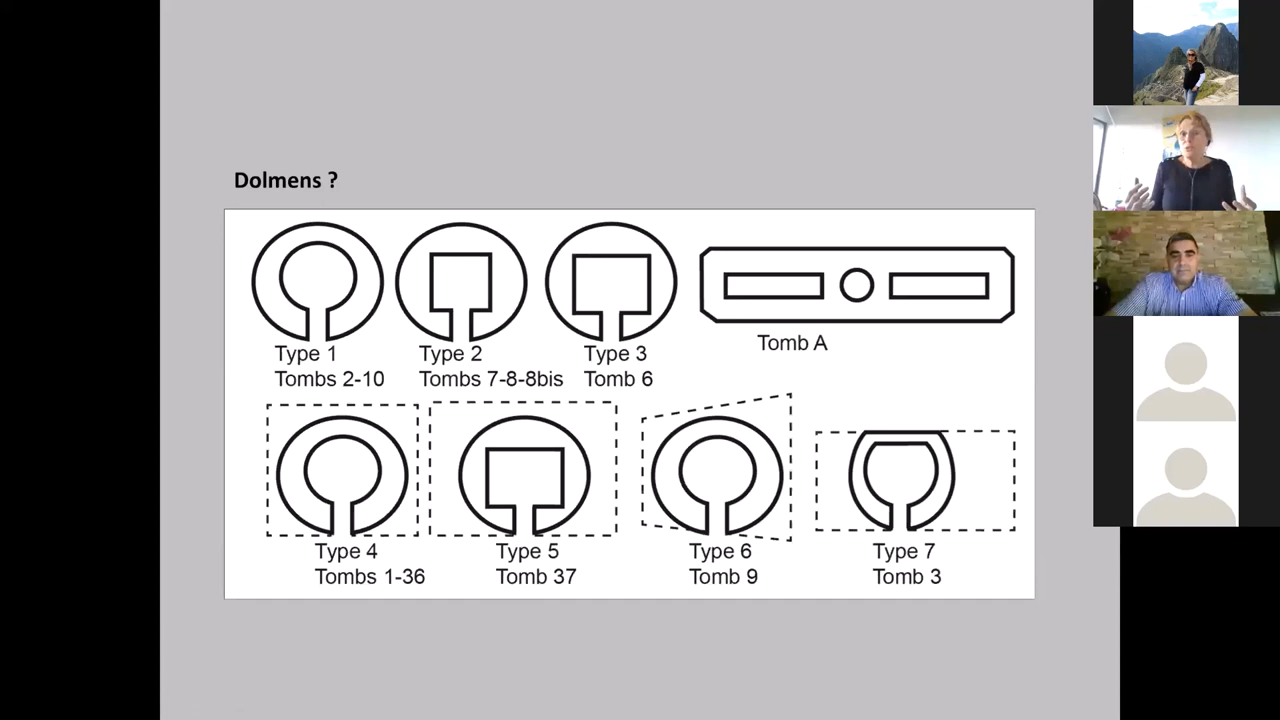 Dolmens ?
Type 1
Tombs 2-10
Type 2
Tombs 7-8-8bis
Type 3
Tomb 6
Tomb A
Type 4
Tombs 1-36
Type 5
Tomb 37
Type 6
Tomb 9
Type 7
Tomb 3